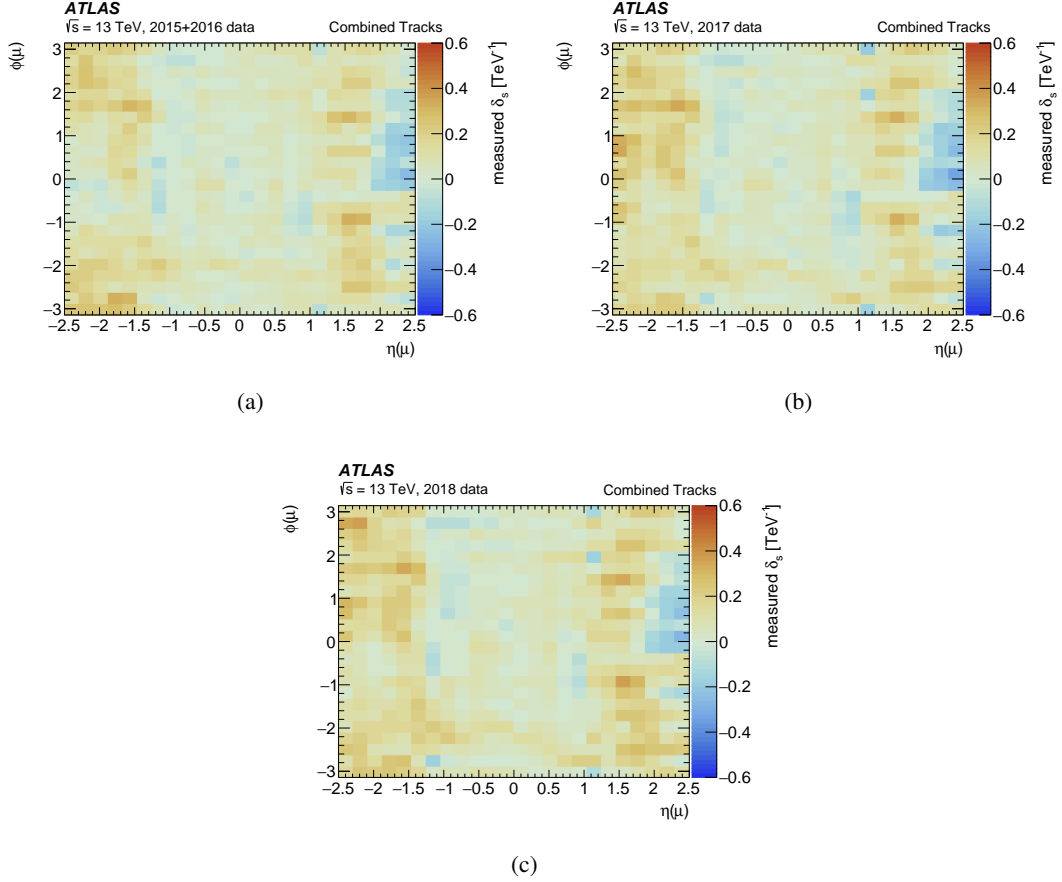 ATLAS
√s = 13 TeV, 2015+2016 data Combined Tracks
ϕ(μ)
3
2
1
0
−1
−2
−3
−2.5 −2 −1.5 −1 −0.5 0 0.5 1 1.5 2 2.5
η(μ)
0.6
0.4
0.2
0
−0.2
−0.4
−0.6
measured δs [TeV-1]
(a)
ATLAS
√s = 13 TeV, 2017 data Combined Tracks
ϕ(μ)
3
2
1
0
−1
−2
−3
−2.5 −2 −1.5 −1 −0.5 0 0.5 1 1.5 2 2.5
η(μ)
0.6
0.4
0.2
0
−0.2
−0.4
−0.6
measured δs [TeV-1]
(b)
ATLAS
√s = 13 TeV, 2018 data Combined Tracks
ϕ(μ)
3
2
1
0
−1
−2
−3
−2.5 −2 −1.5 −1 −0.5 0 0.5 1 1.5 2 2.5
η(μ)
0.6
0.4
0.2
0
−0.2
−0.4
−0.6
measured δs [TeV-1]
(c)